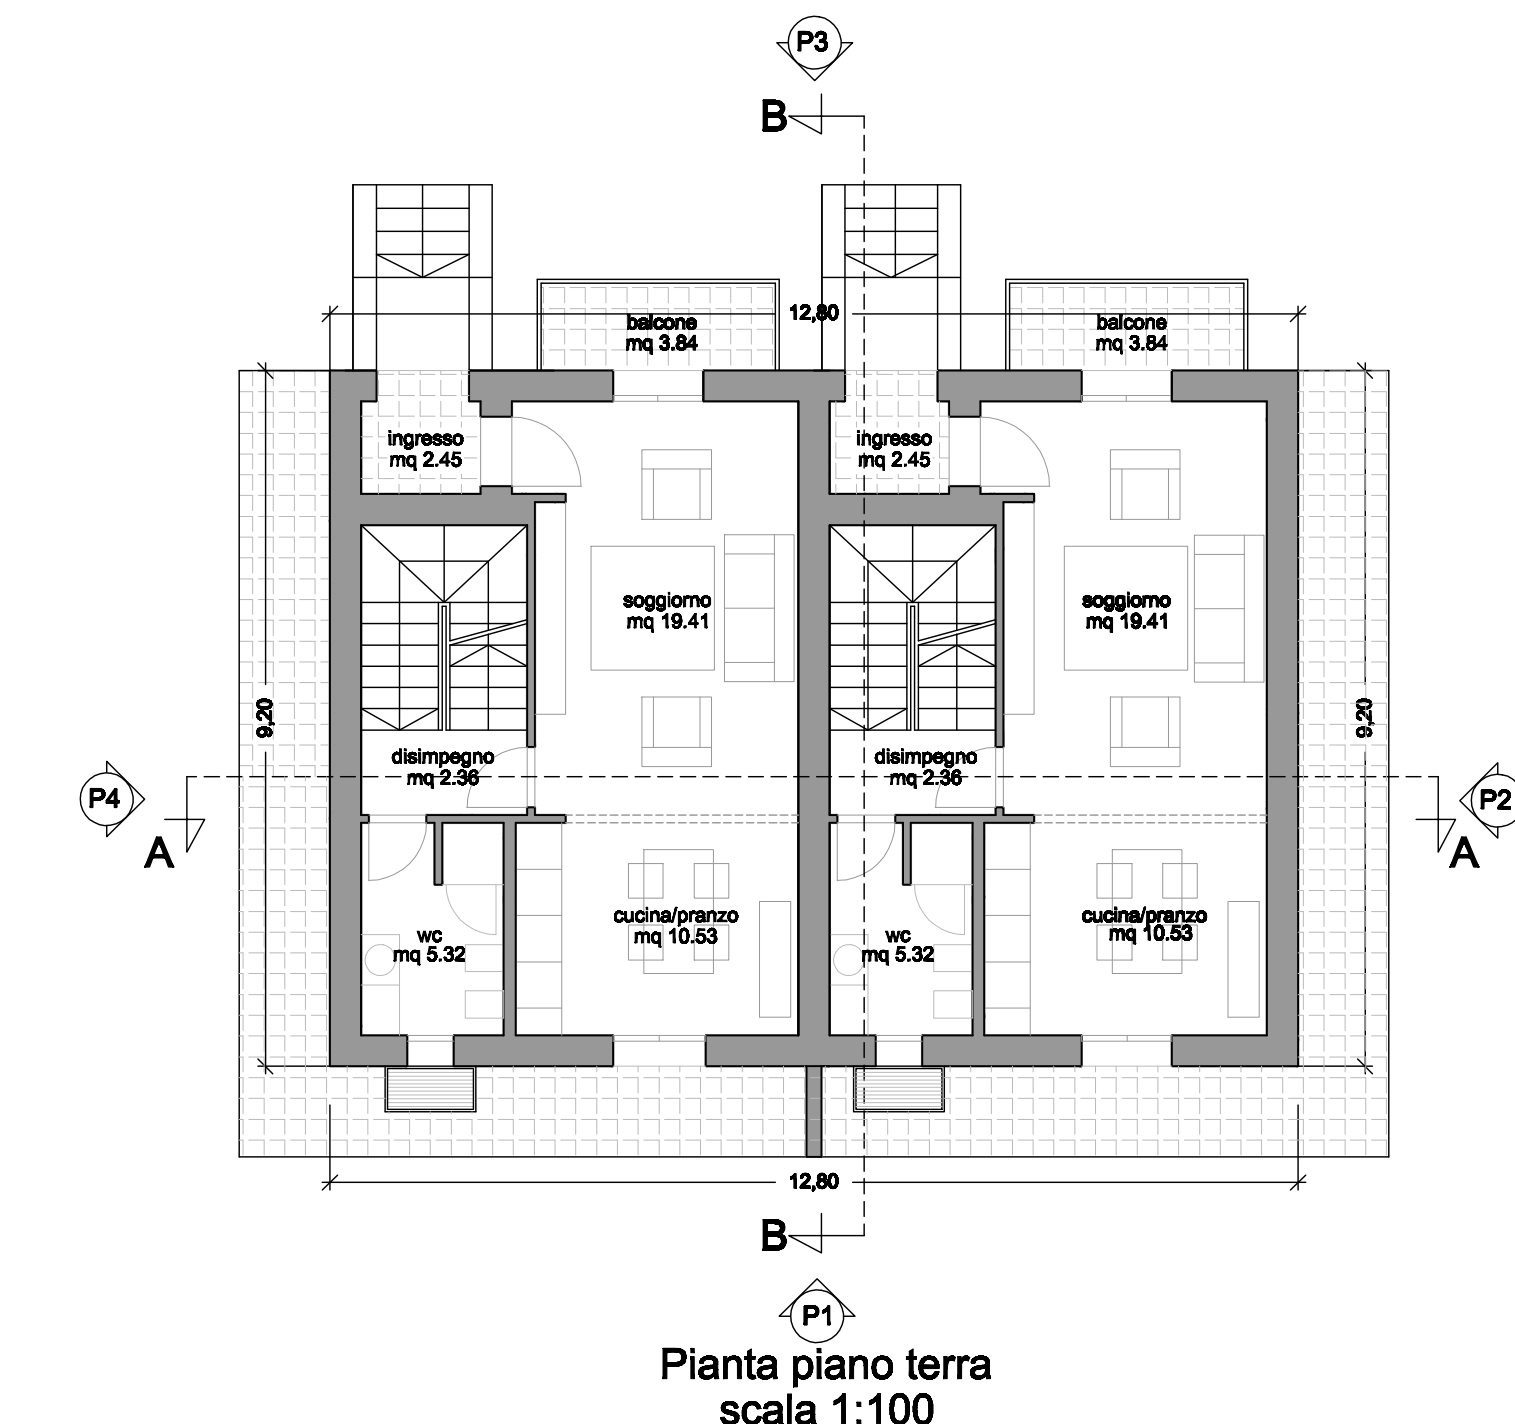 P3
B
12,80
balcone
mq 3.84
balcone
mq 3.84
ingresso
mq 2.45
ingresso
mq 2.45
soggiorno
mq 19.41
soggiorno
mq 19.41
9,20
9,20
disimpegno
mq 2.36
disimpegno
mq 2.36
P4
P2
A
A
cucina/pranzo
mq 10.53
cucina/pranzo
mq 10.53
wc
mq 5.32
wc
mq 5.32
12,80
B
P1
Pianta piano terra
scala 1:100